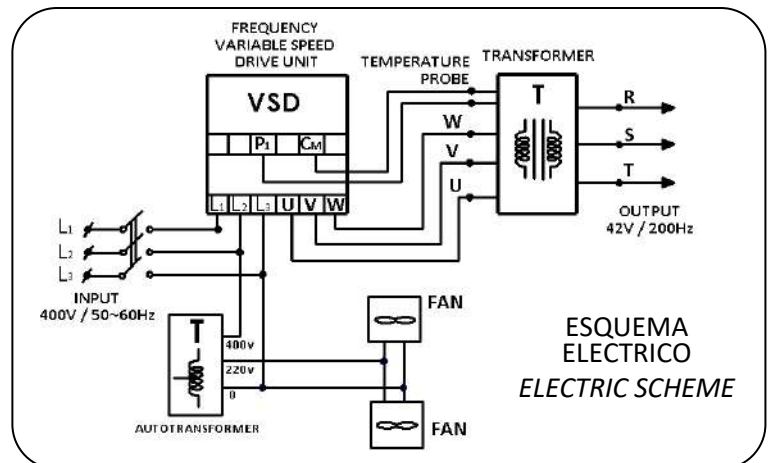 FREQUENCY
VARIABLE SPEED
DRIVE UNIT
VSD
P1 CM
L1 L2 L3 U V W
TEMPERATURE
PROBE
TRANSFORMER
T
W
V
U
R
S
T
OUTPUT
42V / 200Hz
L1
L2
L3
INPUT
400V / 50~60Hz
T
400v
220v
0
AUTOTRANSFORMER
FAN
FAN
ESQUEMA
ELECTRICO
ELECTRIC SCHEME